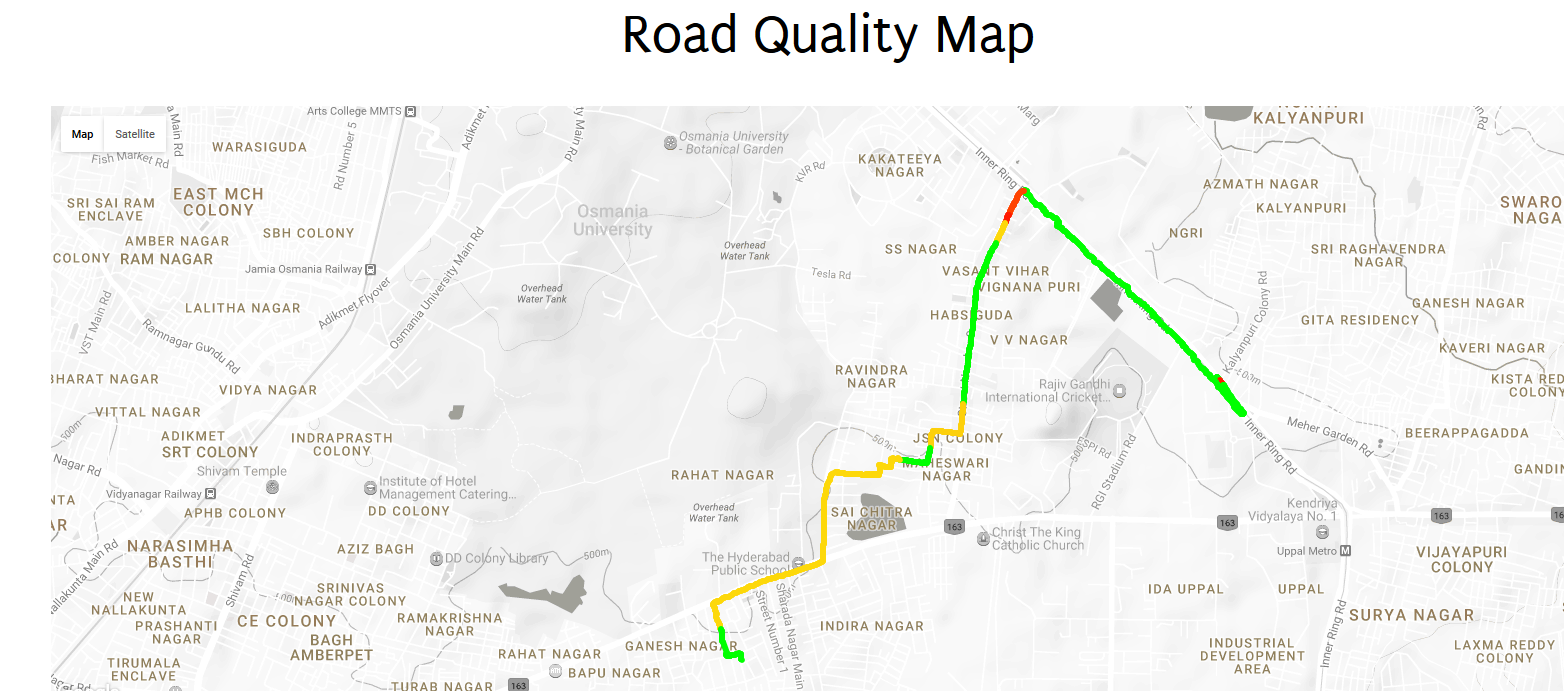 Road Quality Map
Map
Satellite
Arts College MMTS
Fish Market Rd
Main Rd
WARASIGUDA
Rd Number 5
Adikmet
Main Rd
Osmania University
- Botanical Garden
KVR Rd
KAKATEEYA
NAGAR
Inner Ring
Marg
KALYANPURI
EAST MCH
COLONY
SRI SAI RAM
ENCLAVE
SBH COLONY
AMBER NAGAR
COLONY
RAM NAGAR
Osmania
University
Overhead
Water Tank
SS NAGAR
AZMATH NAGAR
KALYANPURI
SWARO
NAGA
NGRI
SRI RAGHAVENDRA
NAGAR
Jamia Osmania Railway
Adikmet Flyover
Osmania University Main Rd
Tesla Rd
VASANT VIHAR
VIGNANA PURI
Overhead
Water Tank
LALITHA NAGAR
VST Main Rd
Ramnagar Gundu Rd
HABSIGUDA
V V NAGAR
Kalyanpuri Colony Rd
GANESH NAGAR
GITA RESIDENCY
KAVERI NAGAR
BHARAT NAGAR
VIDYA NAGAR
RAVINDRA
NAGAR
Rajiv Gandhi
International Cricket...
KISTA RED
COLONY
VITTAL NAGAR
500m
ADIKMET
SRT COLONY
INDRAPRASTH
COLONY
500m
JSN COLONY
500m
ESPI Rd
RGI Stadium Rd
Inner Ring Rd
Meher Garden Rd
BEERAPPAGADDA
Nagar Rd
Shivam Temple
MAHESWARI
NAGAR
RAHAT NAGAR
GANDI
Vidyanagar Railway
Institute of Hotel
Management Catering...
DD COLONY
APHB COLONY
NTA
AR
Overhead
Water Tank
SAI CHITRA
NAGAR
163
Christ The King
Catholic Church
163
Kendriya
Vidyalaya No. 1
163
16
NARASIMHA
BASTHI
AZIZ BAGH
DD Colony Library
500m
The Hyderabad
Public School
Uppal Metro
VIJAYAPURI
COLONY
Nallakunta Main Rd
Shivam Rd
NEW
NALLAKUNTA
SRINIVAS
NAGAR COLONY
IDA UPPAL
UPPAL
PRASHANTI
NAGAR
CE COLONY
RAMAKRISHNA
NAGAR
Street Number 1
Sharada Nagar Main
INDIRA NAGAR
SURYA NAGAR
BAGH
AMBERPET
RAHAT NAGAR
GANESH NAGAR
Inner Ring Rd
INDUSTRIAL
DEVELOPMENT
AREA
LAXMA REDDY
COLONY
TIRUMALA
ENCLAVE
BAPU NAGAR
TURAB NAGAR
163